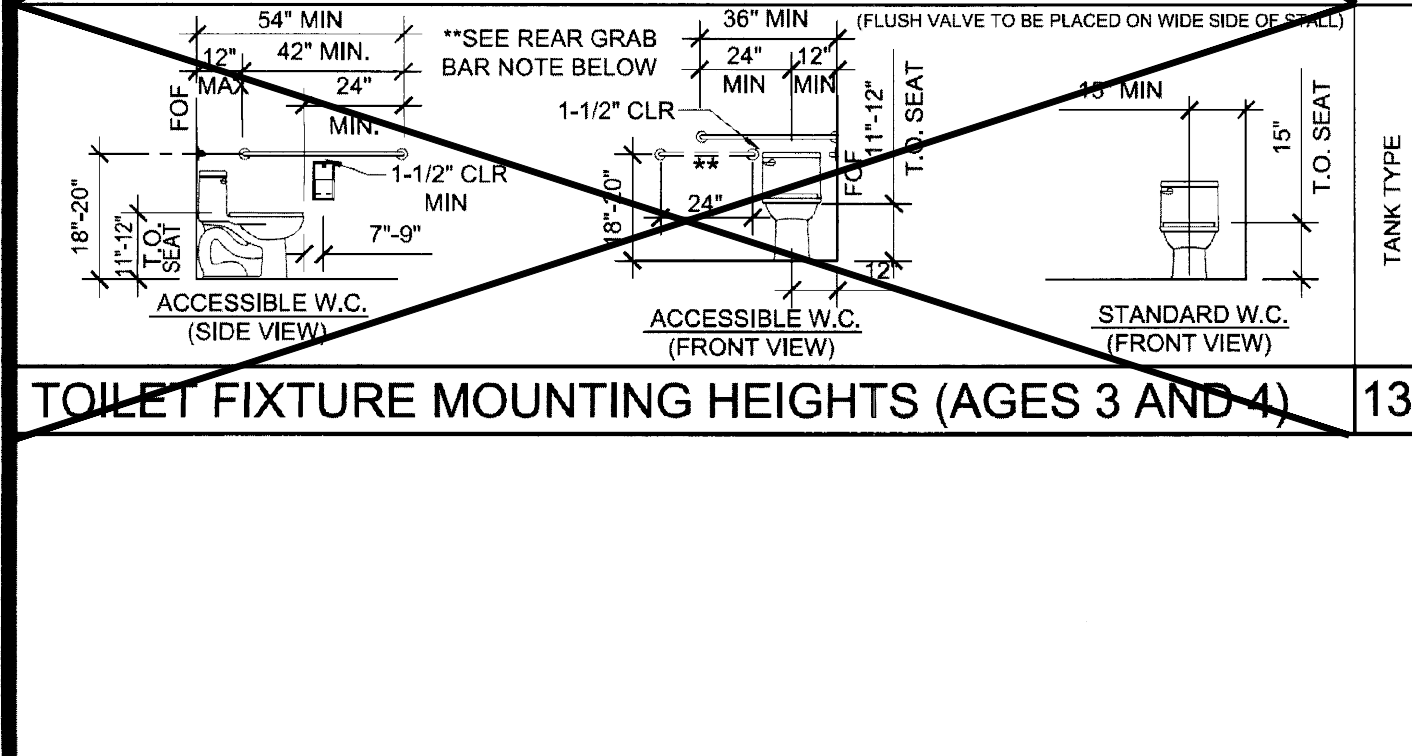 54" MIN
42" MIN.
12"
MAX
24"
MIN.
FOF
**SEE REAR GRAB
BAR NOTE BELOW
1-1/2" CLR
MIN
18"-20"
11"-12"
T.O.
SEAT
7"-9"
ACCESSIBLE W.C.
(SIDE VIEW)
36" MIN
24"
MIN
12"
MIN
1-1/2" CLR
**
24"
18"-20"
FOF
11"-12"
T.O. SEAT
12"
ACCESSIBLE W.C.
(FRONT VIEW)
(FLUSH VALVE TO BE PLACED ON WIDE SIDE OF STALL)
15" MIN
15"
T.O. SEAT
STANDARD W.C.
(FRONT VIEW)
TANK TYPE
TOILET FIXTURE MOUNTING HEIGHTS (AGES 3 AND 4)
13